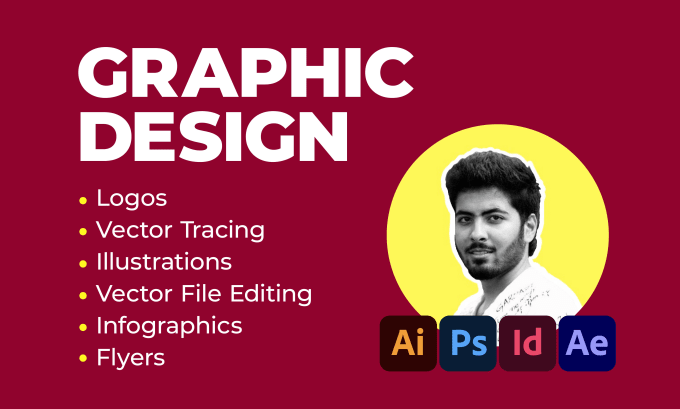 GRAPHIC
DESIGN
• Logos
• Vector Tracing
• Illustrations
• Vector File Editing
• Infographics
• Flyers
Ai Ps Id Ae